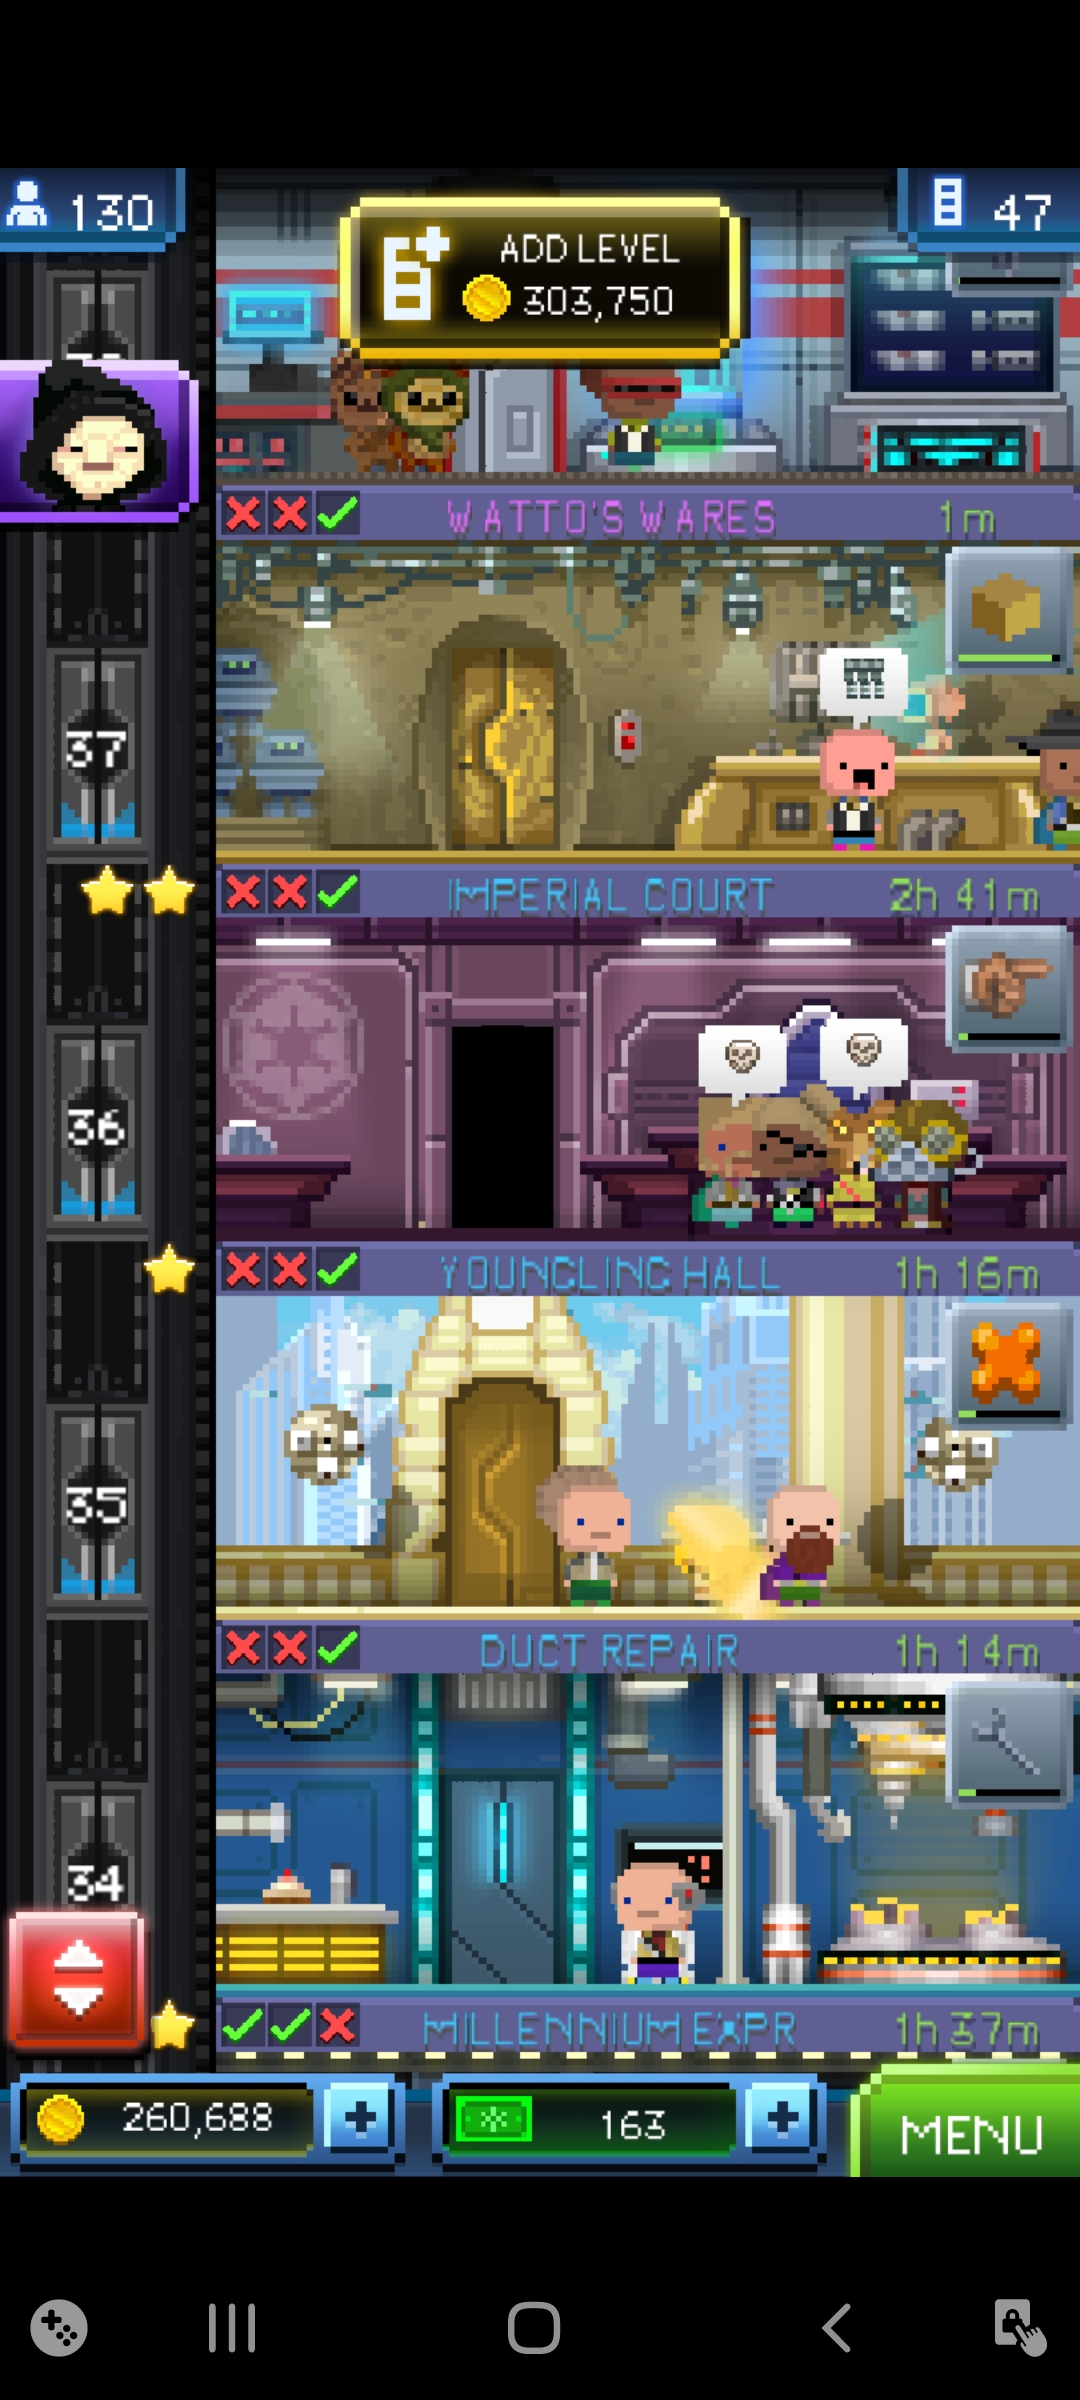 130
ADD LEVEL
303,750
47
WATTO'S WARES
1m
37
IMPERIAL COURT
2h 41m
36
YOUNGLING HALL
1h 16m
35
DUCT REPAIR
1h 14m
34
MILLENNIUM EXPR
1h 37m
260,688
163
MENU